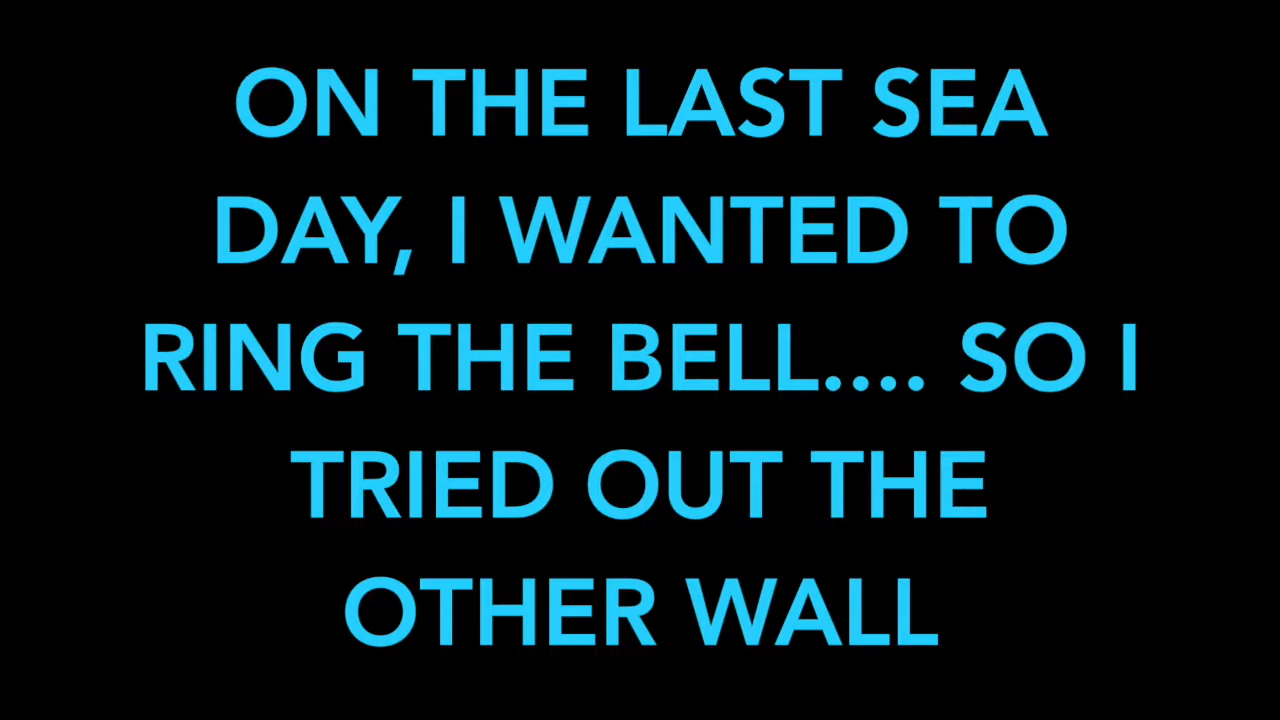 ON THE LAST SEA
DAY, I WANTED TO
RING THE BELL.... SO I
TRIED OUT THE
OTHER WALL